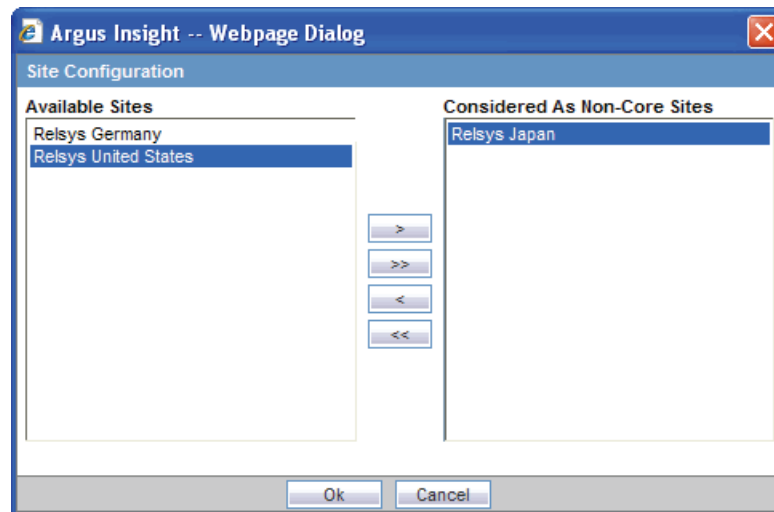 Argus Insight -- Webpage Dialog
Site Configuration
Available Sites
Considered As Non-Core Sites
Relsys Germany
Relsys United States
Relsys Japan
>
>>
<
<<
Ok
Cancel